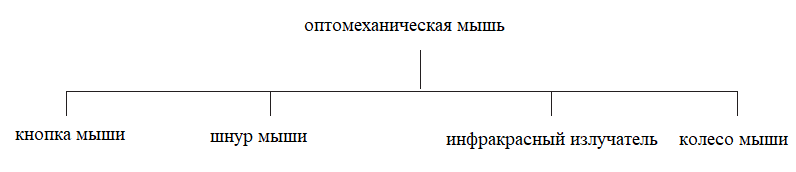 оптомеханическая мышь
кнопка мыши
шнур мыши
инфракрасный излучатель
колесо мыши